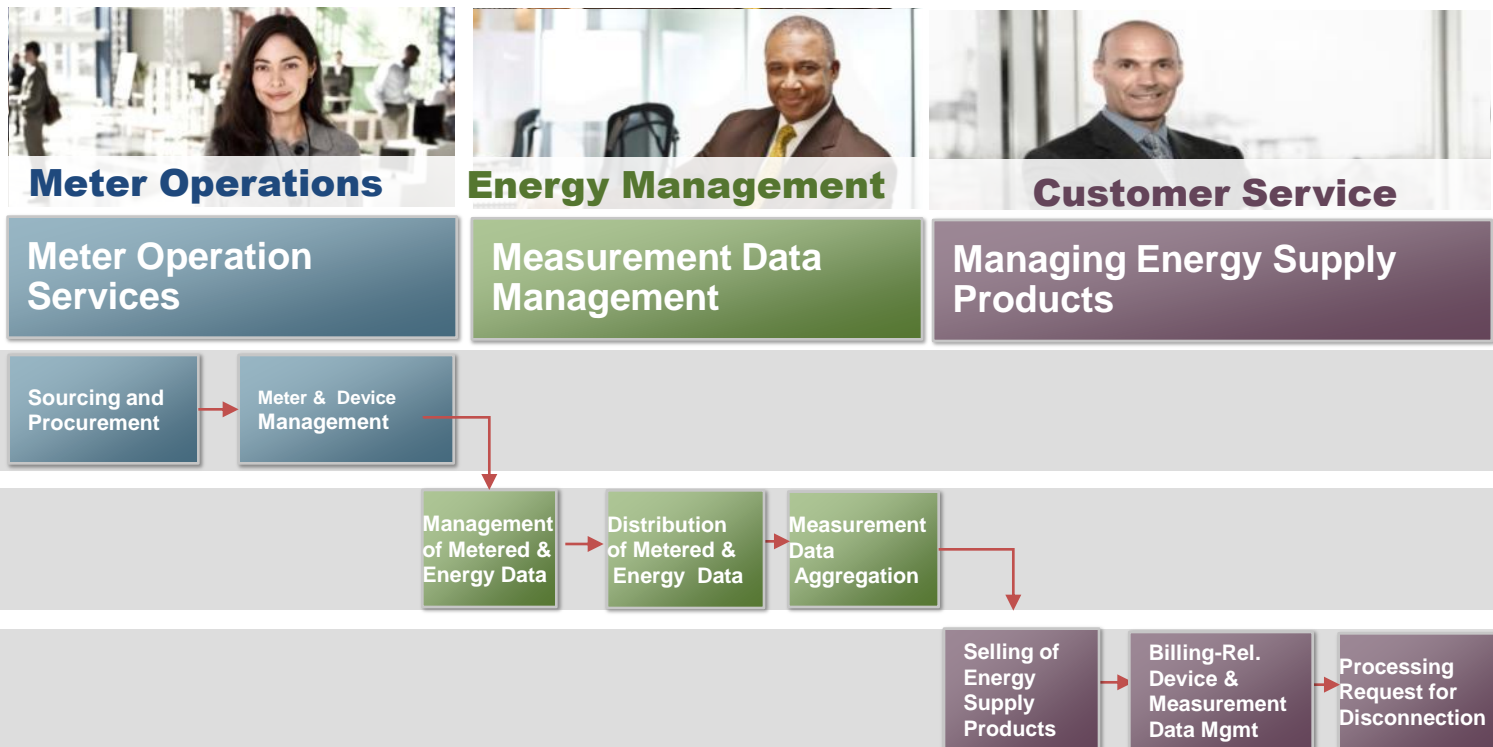 Meter Operations
Energy Management
Customer Service
Meter Operation
Services
Measurement Data
Management
Managing Energy Supply
Products
Sourcing and
Procurement
Meter & Device
Management
Management
of Metered &
Energy Data
Distribution
of Metered &
Energy Data
Measurement
Data
Aggregation
Selling of
Energy
Supply
Products
Billing-Rel.
Device &
Measurement
Data Mgmt
Processing
Request for
Disconnection